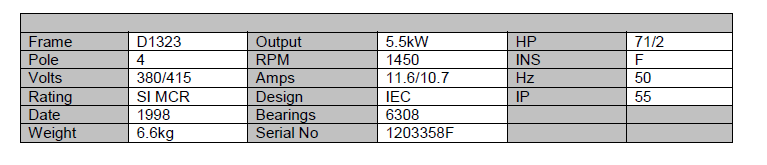 Frame D1323 Output 5.5kW HP 71/2
Pole 4 RPM 1450 INS F
Volts 380/415 Amps 11.6/10.7 Hz 50
Rating SI MCR Design IEC IP 55
Date 1998 Bearings 6308
Weight 6.6kg Serial No 1203358F